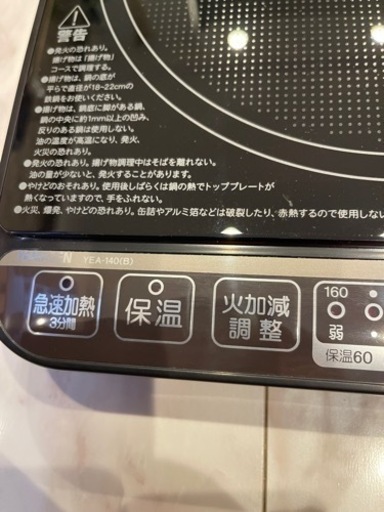 警告
●発火の恐れあり。
揚げ物は「揚げ物」
コースで調理する。
●揚げ物は、鍋の底が
平らで直径が18~22cmの
鉄鍋をお使いください。
●揚げ物は、鍋底に脚がある鍋、
鍋の中央に約1mm以上の凹み、
反りのある鍋は使用しない。
油の温度が高温になり、発火、
火災の恐れあり。
●発火の恐れあり。揚げ物調理中はそばを離れない。
油の量が少ないと、発火することがあります。
●やけどのおそれあり。使用後しばらくは鍋の熱でトッププレートが
熱くなっていますので、手をふれない。
●火災、爆発、やけどの恐れあり。缶詰やアルミ箔などは破裂したり、赤熱するので使用しない
N YEA-140(B)
急速加熱
3分間
保温
火加減
調整
160
弱
保温60